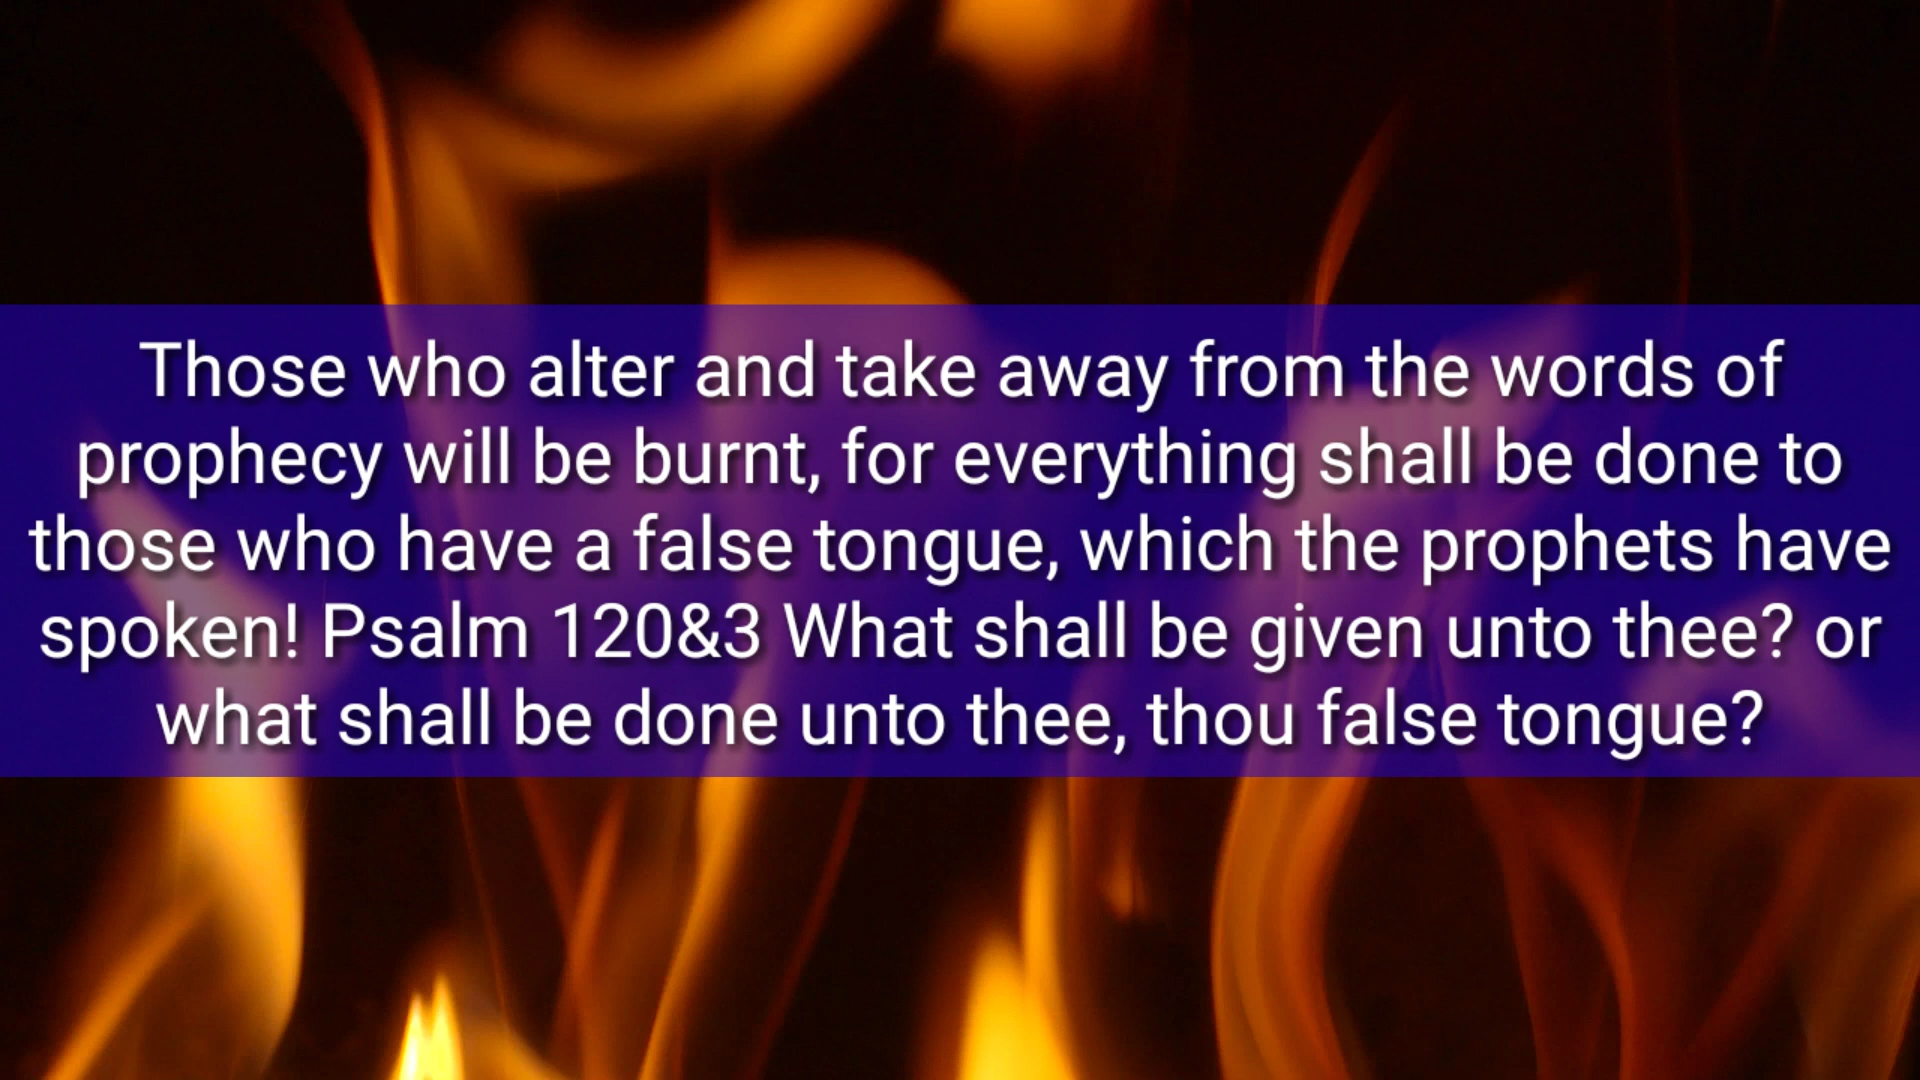 Those who alter and take away from the words of
prophecy will be burnt, for everything shall be done to
those who have a false tongue, which the prophets have
spoken! Psalm 120&3 What shall be given unto thee? or
what shall be done unto thee, thou false tongue?